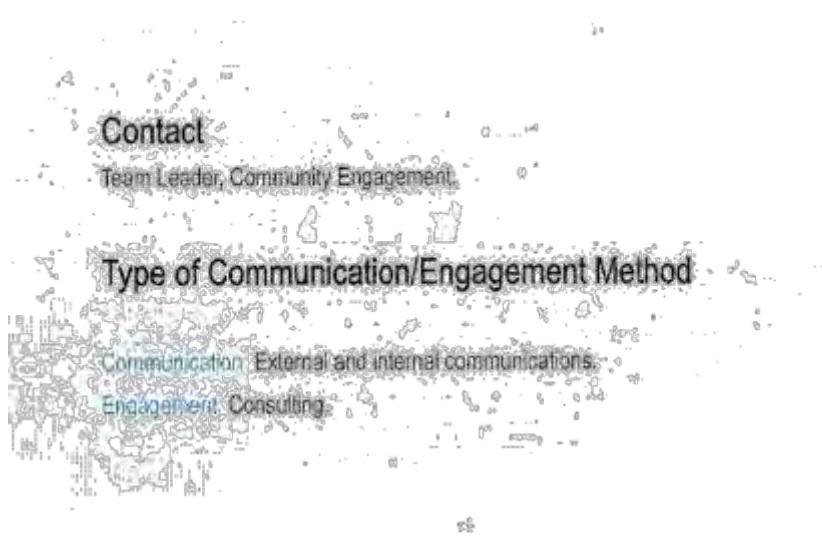 Contact
Team Leader, Community Engagement.
Type of Communication/Engagement Method
Communication: External and internal communications.
Engagement: Consulting.